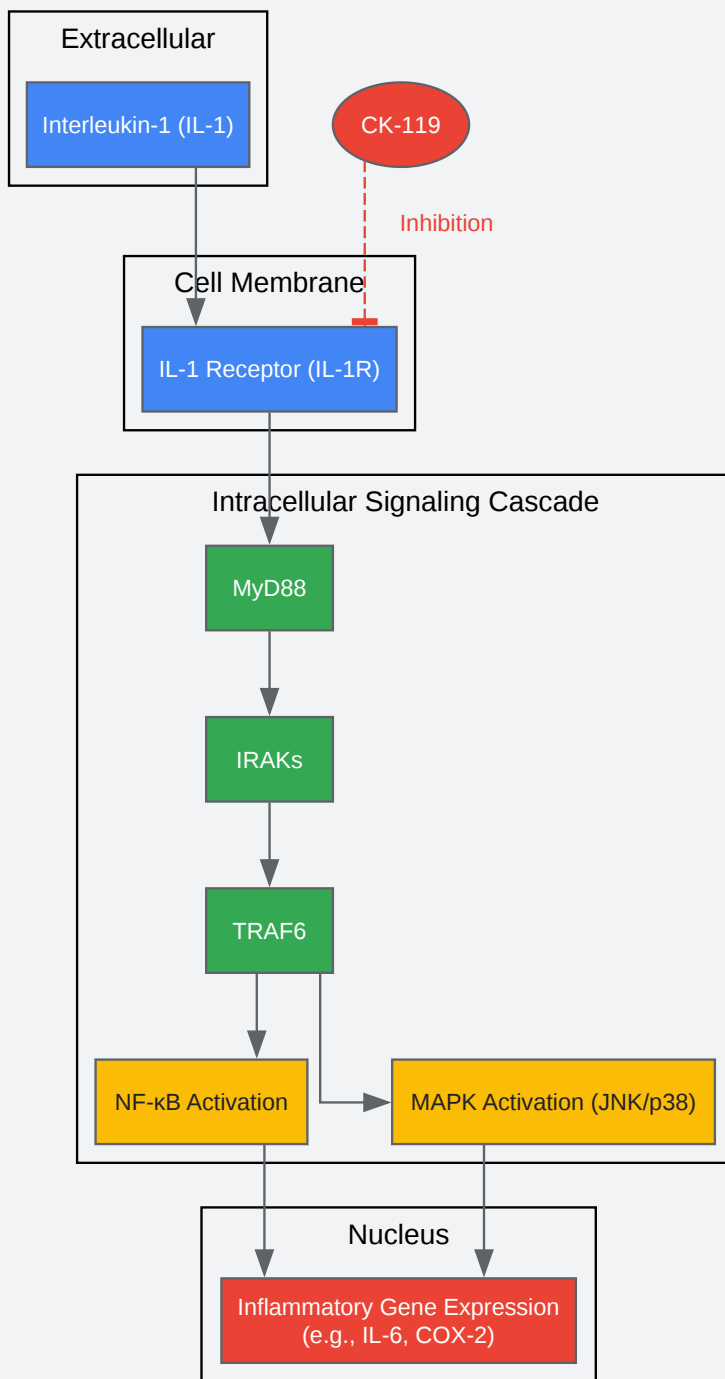 Extracellular
Interleukin-1 (IL-1)
CK-119
Inhibition
Cell Membrane
IL-1 Receptor (IL-1R)
Intracellular Signaling Cascade
MyD88
IRAKs
TRAF6
NF-κB Activation
MAPK Activation (JNK/p38)
Nucleus
Inflammatory Gene Expression
(e.g., IL-6, COX-2)